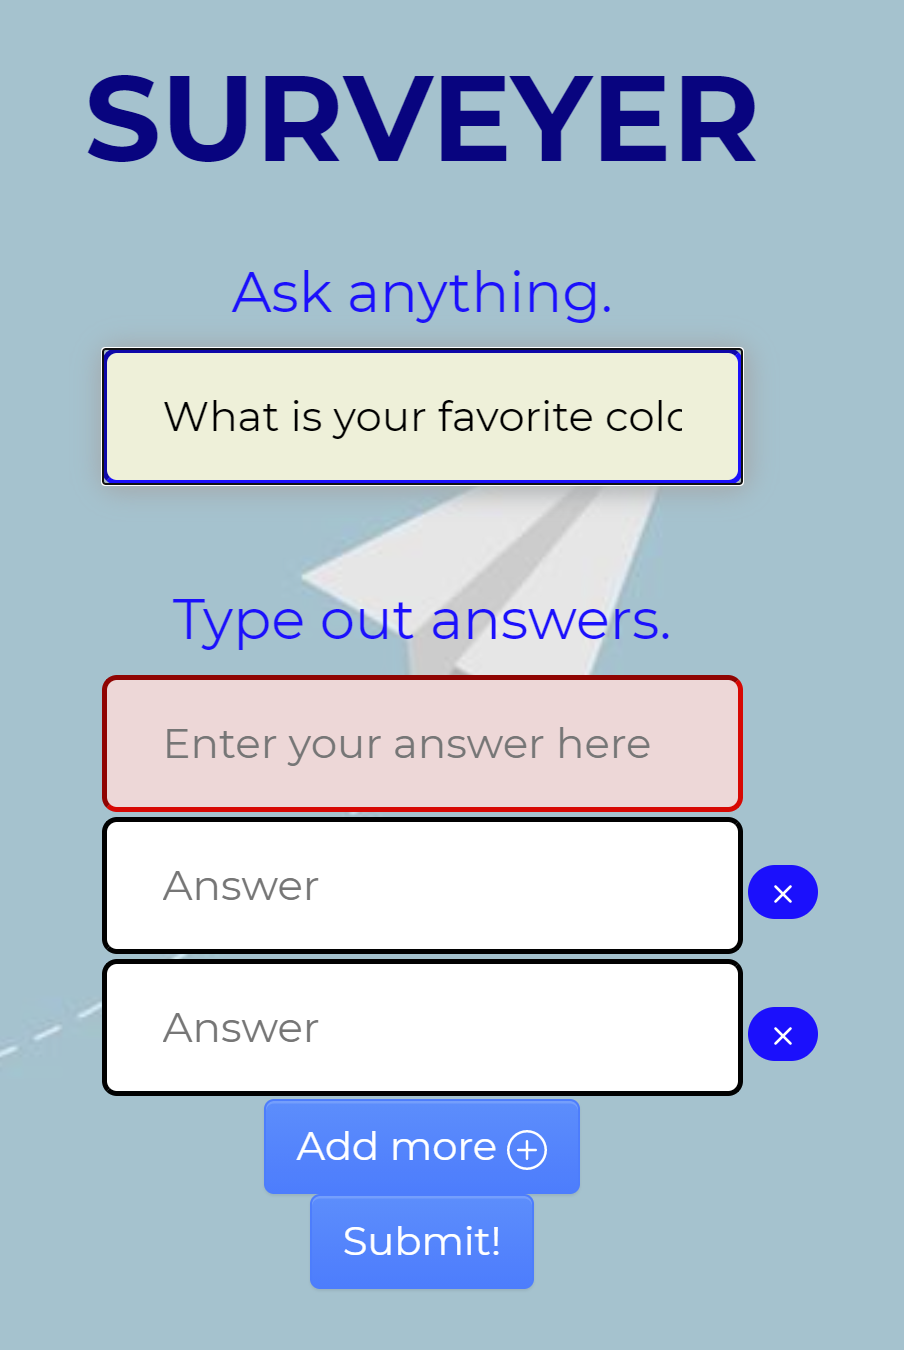 SURVEYER
Ask anything.
What is your favorite colo
Type out answers.
Enter your answer here
Answer
×
Answer
×
Add more ⊕
Submit!